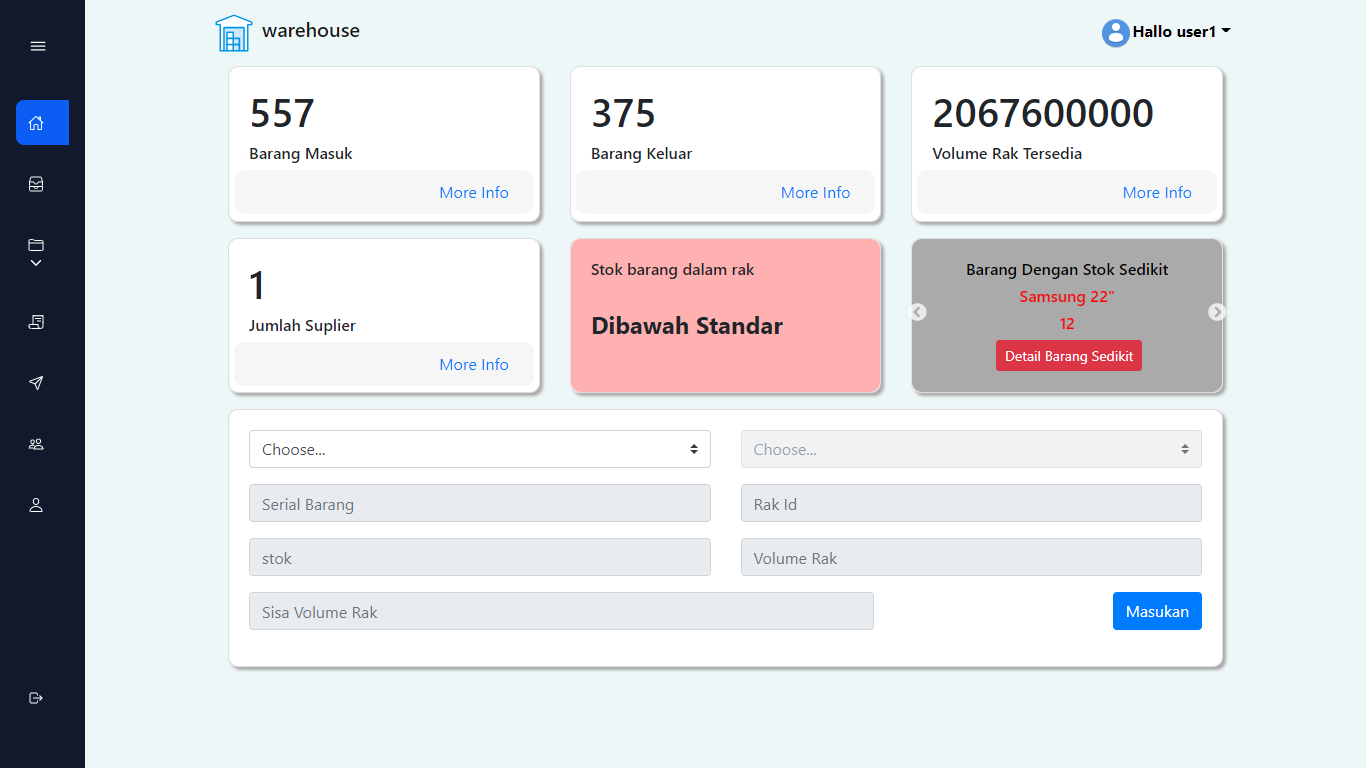 warehouse
Hallo user1
557
Barang Masuk
More Info
375
Barang Keluar
More Info
2067600000
Volume Rak Tersedia
More Info
1
Jumlah Suplier
More Info
Stok barang dalam rak
Dibawah Standar
Barang Dengan Stok Sedikit
Samsung 22"
12
Detail Barang Sedikit
Choose...
Choose...
Serial Barang
Rak Id
stok
Volume Rak
Sisa Volume Rak
Masukan